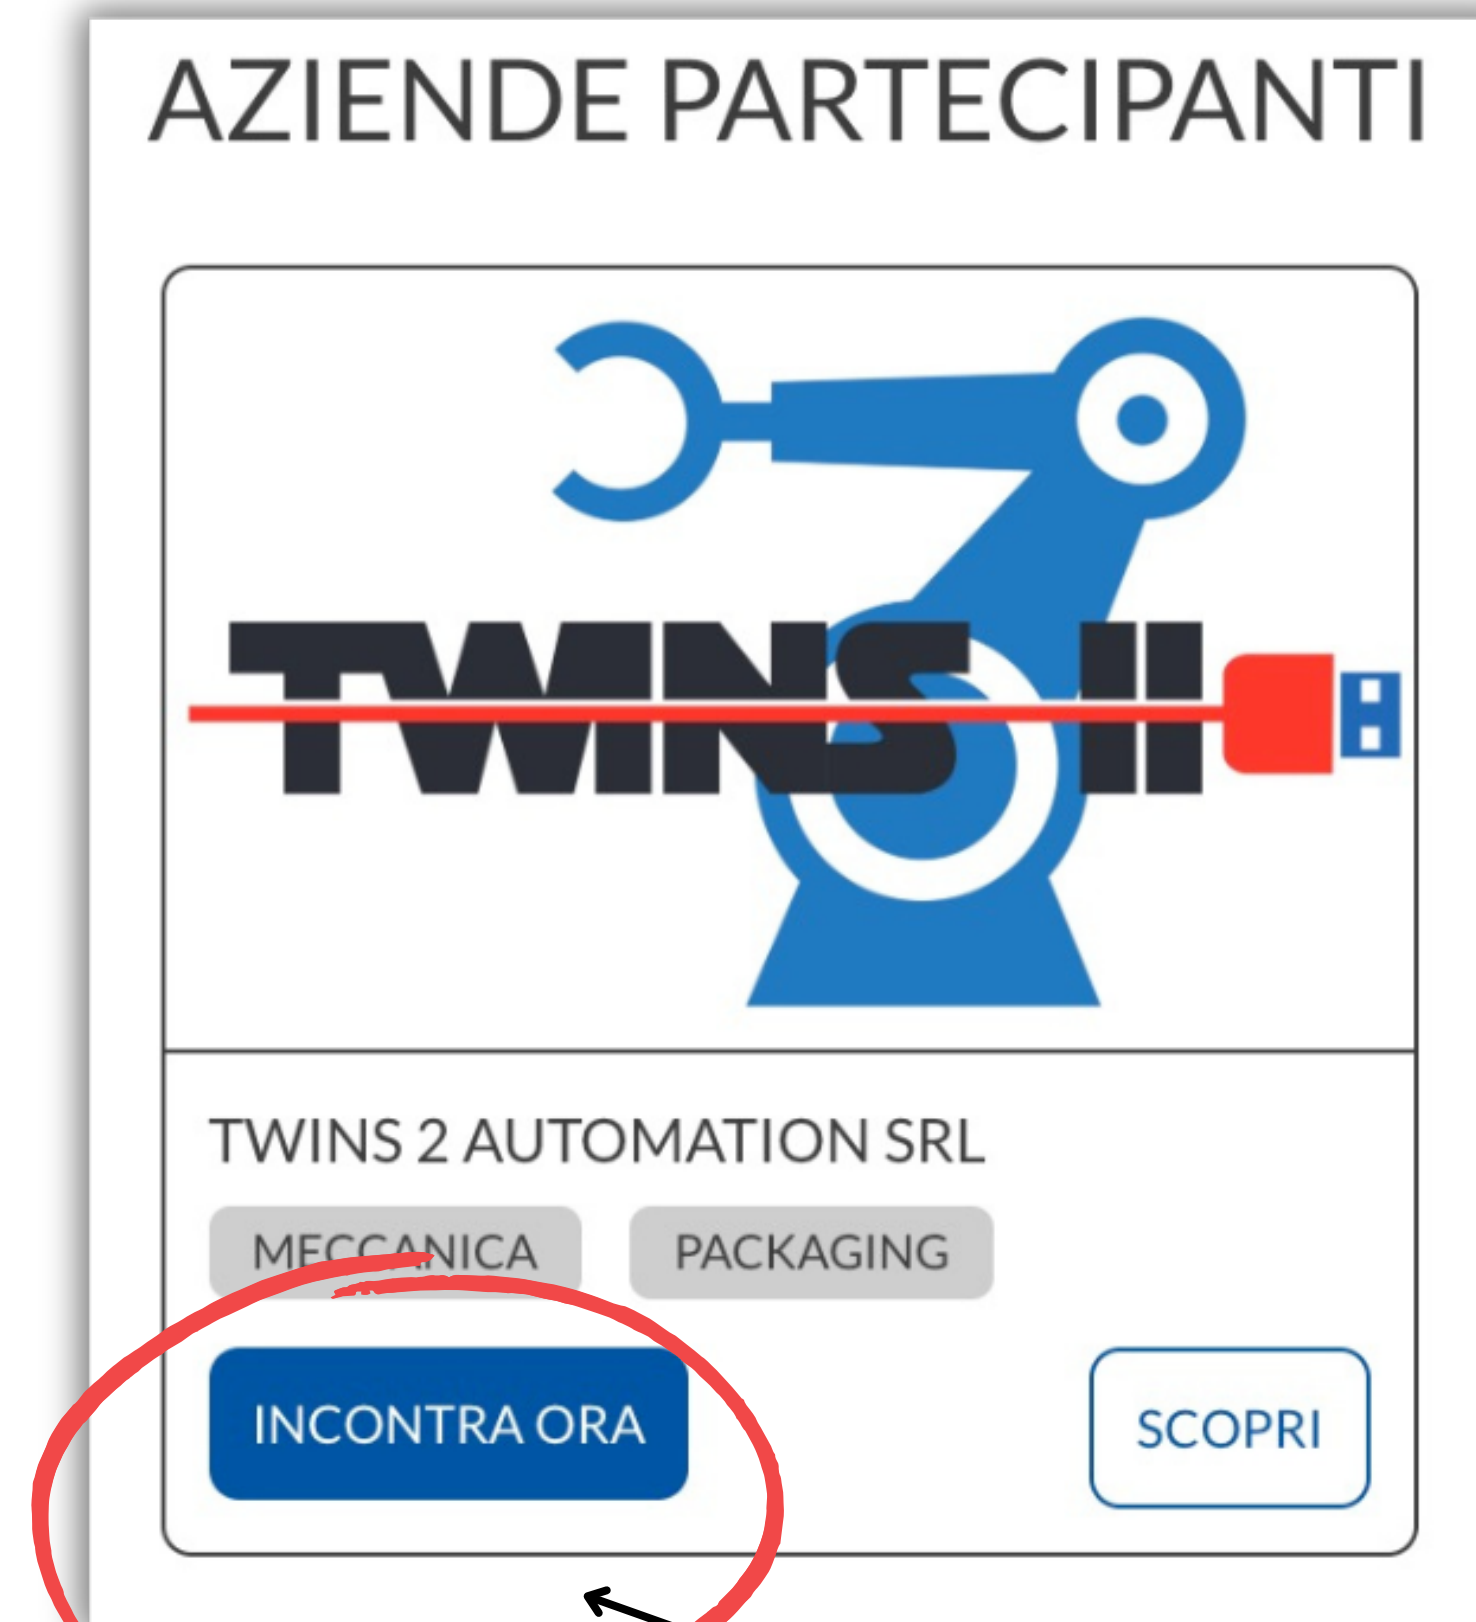 AZIENDE PARTECIPANTI
TWINS II
TWINS 2 AUTOMATION SRL
MECCANICA
PACKAGING
INCONTRA ORA
SCOPRI